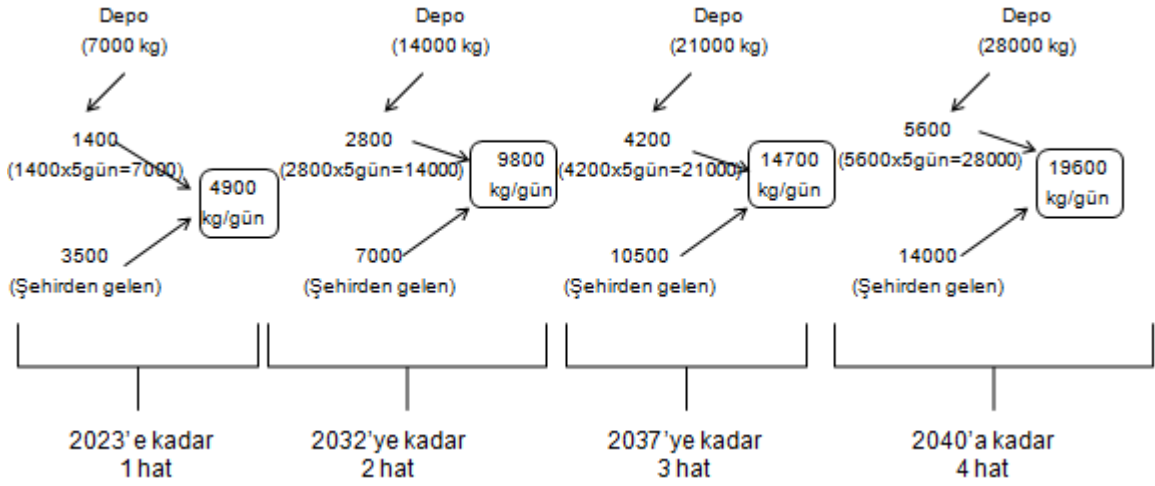 Depo
(7000 kg)
1400
(1400x5gün=7000)
4900
kg/gün
3500
(Şehirden gelen)
2023'e kadar
1 hat
Depo
(14000 kg)
2800
(2800x5gün=14000)
9800
kg/gün
7000
(Şehirden gelen)
2032'ye kadar
2 hat
Depo
(21000 kg)
4200
(4200x5gün=21000)
14700
kg/gün
10500
(Şehirden gelen)
2037'ye kadar
3 hat
Depo
(28000 kg)
5600
(5600x5gün=28000)
19600
kg/gün
14000
(Şehirden gelen)
2040'a kadar
4 hat